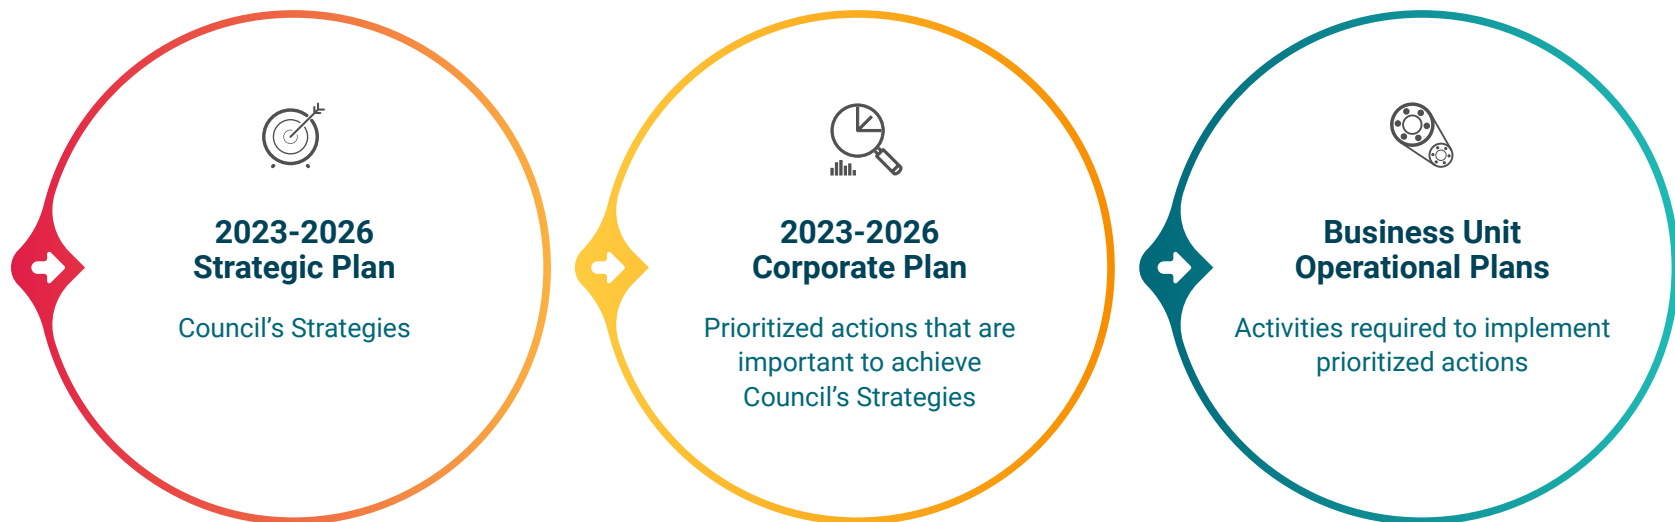 2023-2026
Strategic Plan
Council’s Strategies
2023-2026
Corporate Plan
Prioritized actions that are
important to achieve
Council’s Strategies
Business Unit
Operational Plans
Activities required to implement
prioritized actions